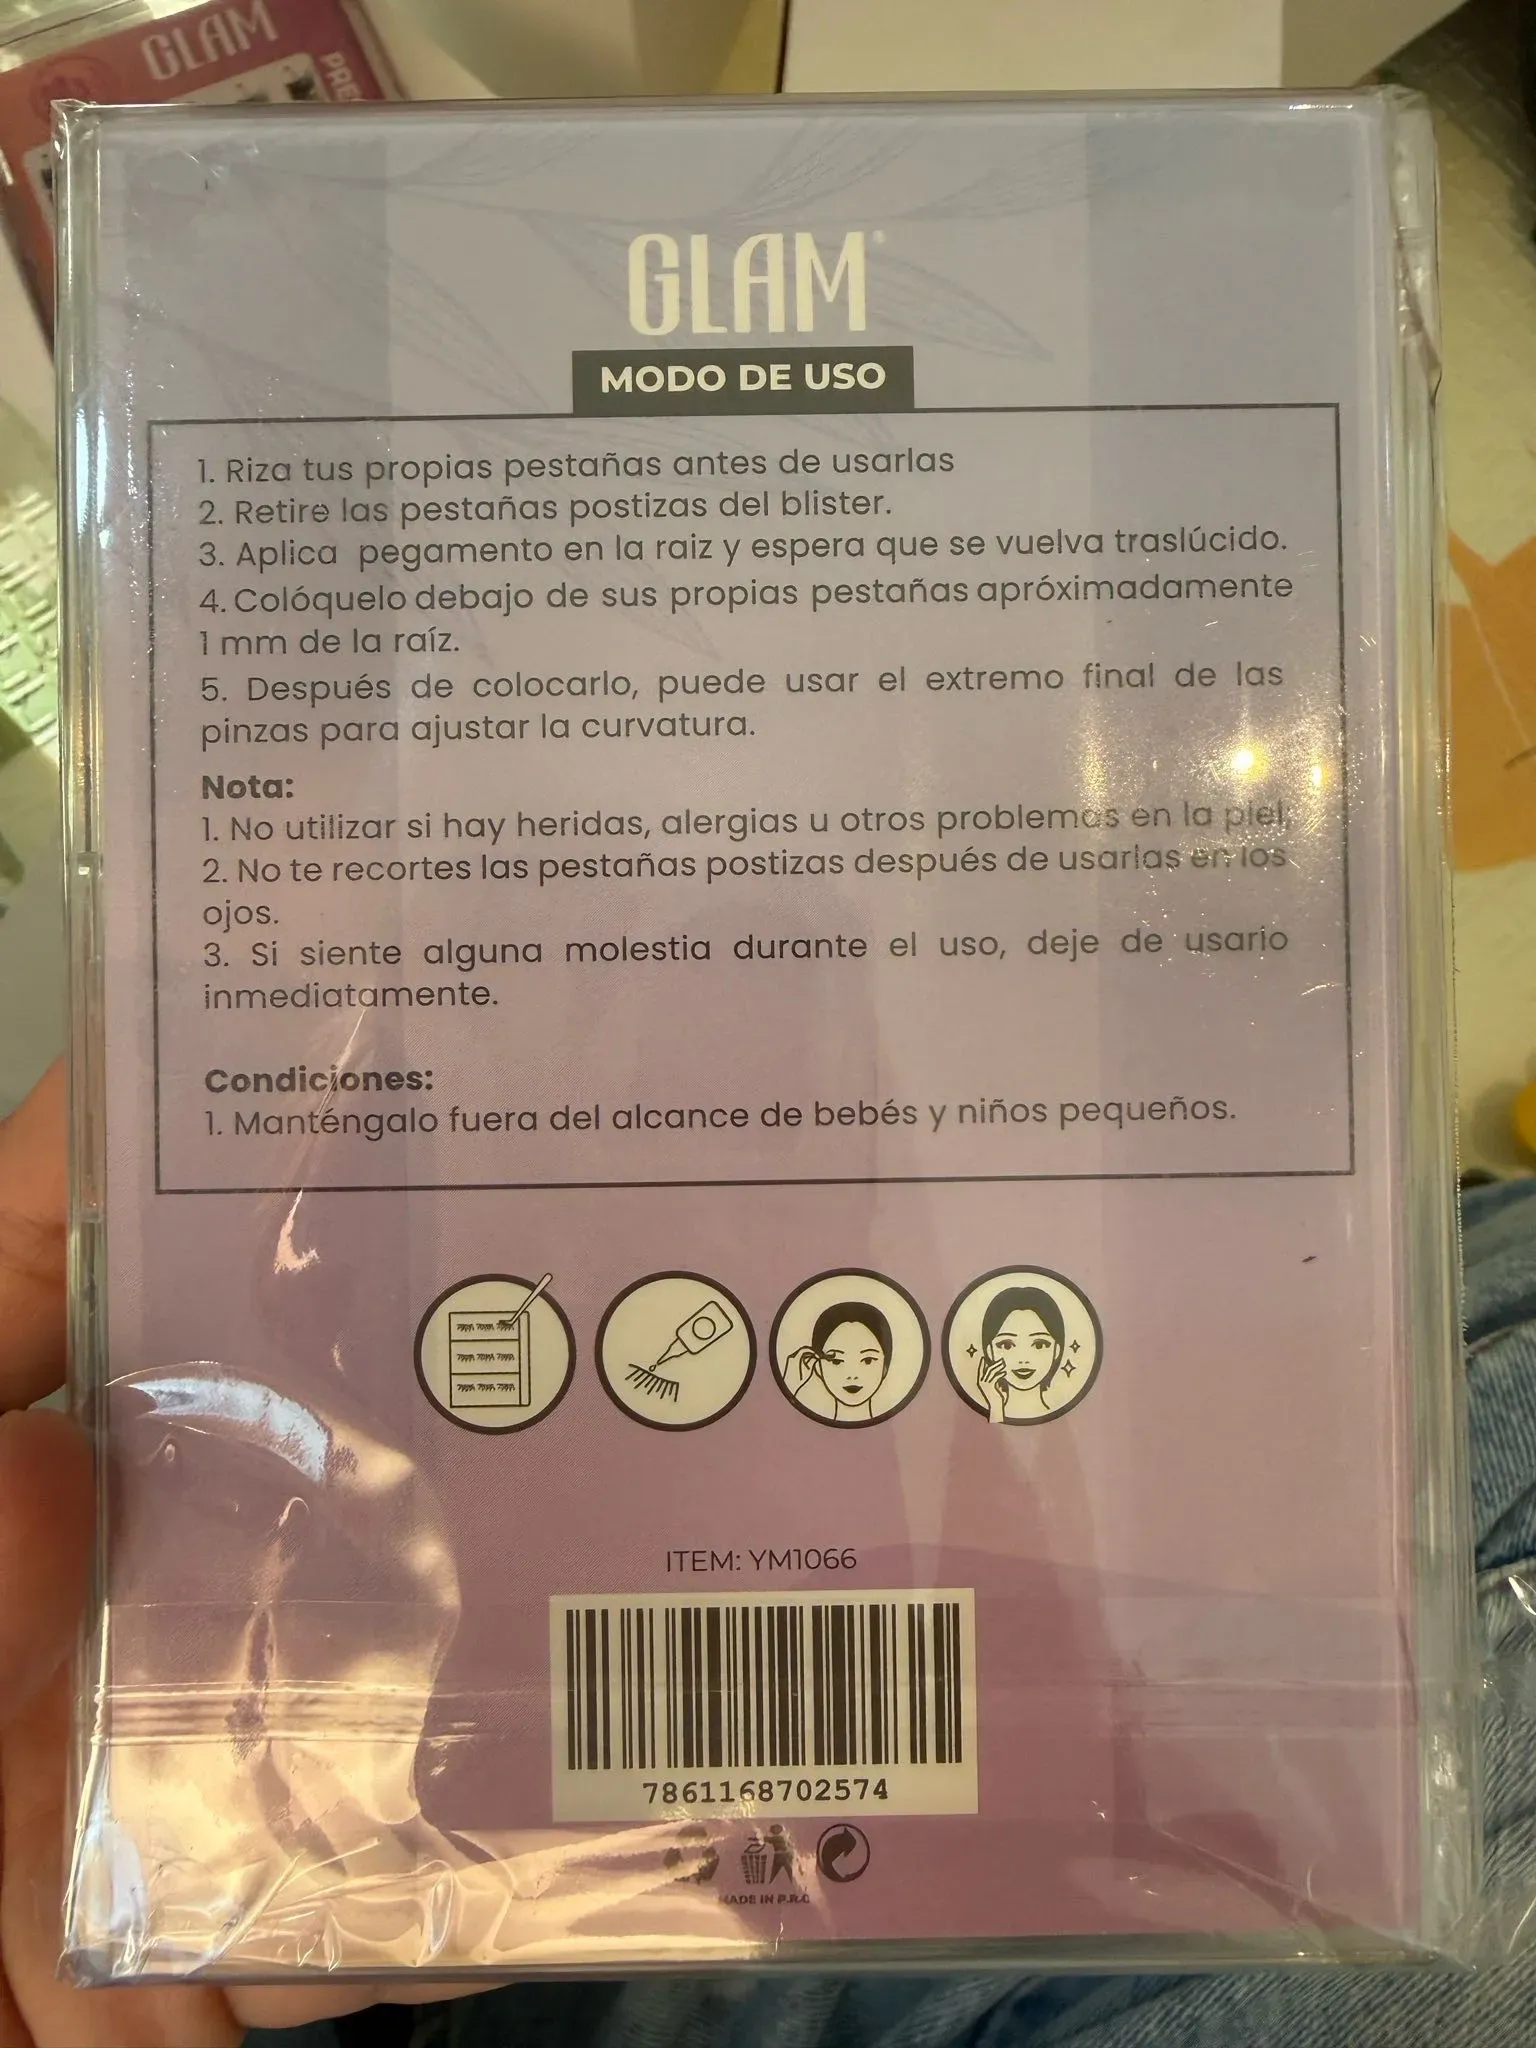 GLAM
PRE
GLAM
MODO DE USO
1. Riza tus propias pestañas antes de usarlas
2. Retire las pestañas postizas del blister.
3. Aplica pegamento en la raiz y espera que se vuelva traslúcido.
4. Colóquelo debajo de sus propias pestañas apróximadamente
1 mm de la raíz.
5. Después de colocarlo, puede usar el extremo final de las
pinzas para ajustar la curvatura.
Nota:
1. No utilizar si hay heridas, alergias u otros problemas en la piel;
2. No te recortes las pestañas postizas después de usarlas en los
ojos.
3. Si siente alguna molestia durante el uso, deje de usarlo
inmediatamente.
Condiciones:
1. Manténgalo fuera del alcance de bebés y niños pequeños.
ITEM: YM1066
7861168702574
MADE IN P.R.C